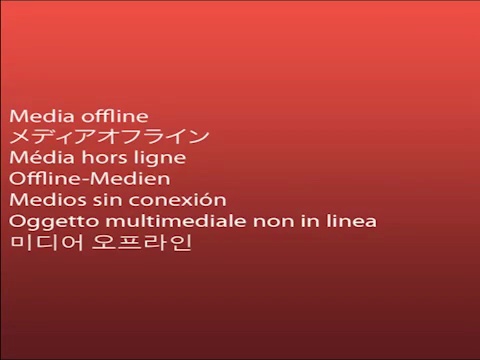 Media offline
メディアオフライン
Média hors ligne
Offline-Medien
Medios sin conexión
Oggetto multimediale non in linea
미디어 오프라인